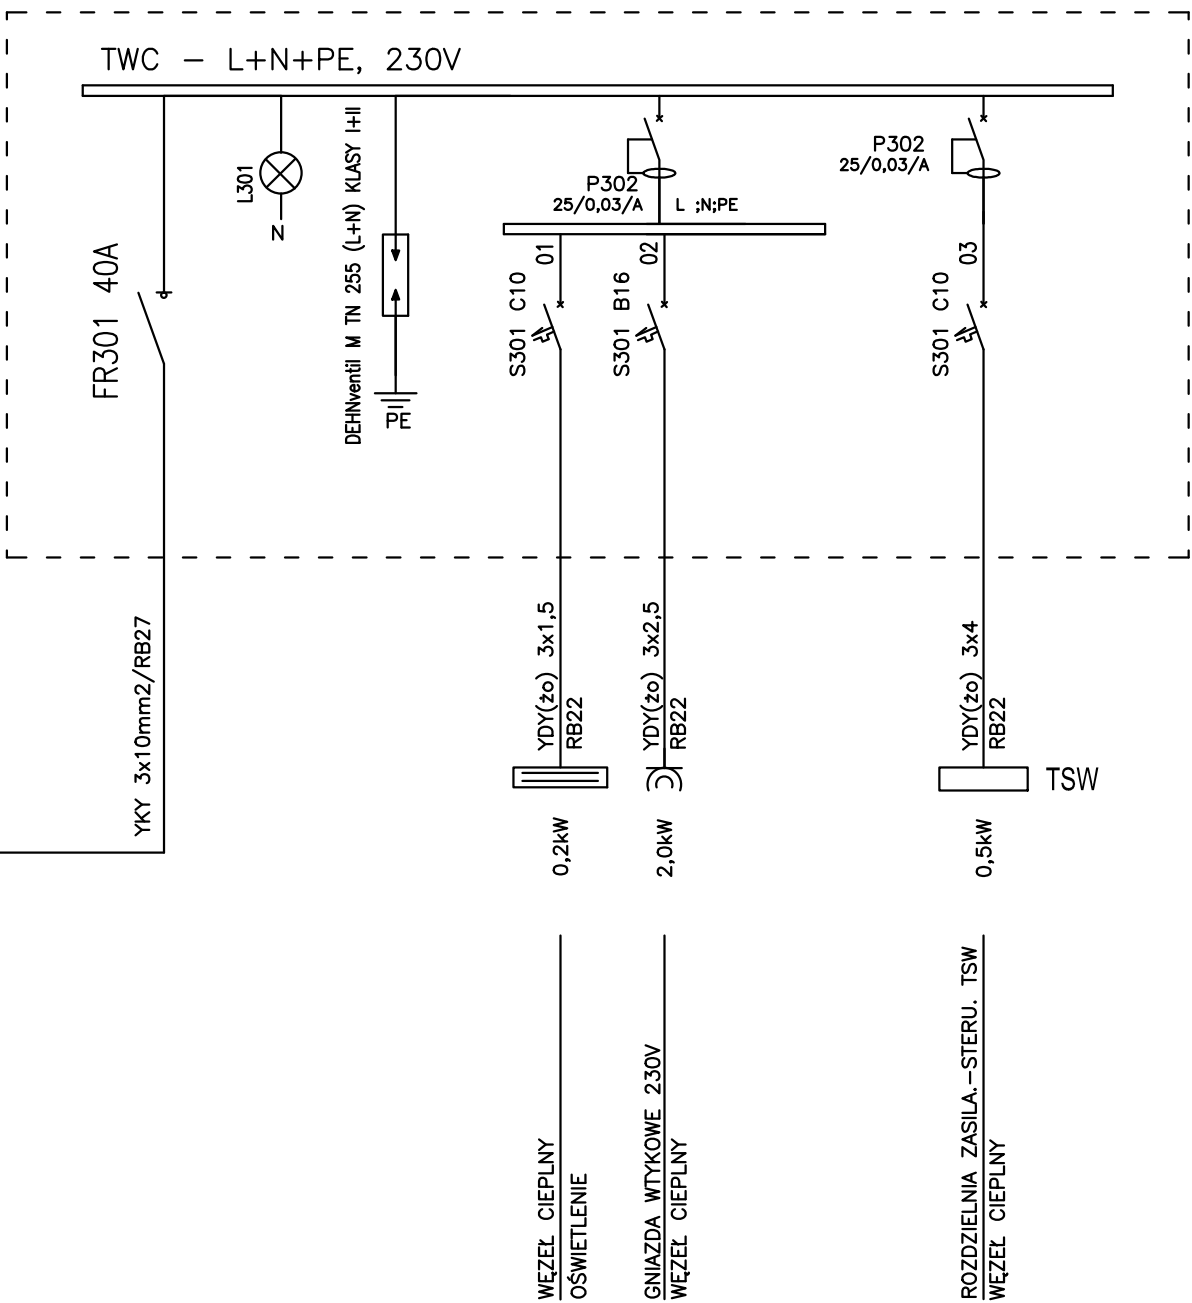 TWC - L+N+PE, 230V
L301
N
DEHNventil M TN 255 (L+N) KLASY I+II
PE
FR301 40A
P302
25/0,03/A
L ;N;PE
P302
25/0,03/A
01
S301 C10
02
S301 B16
03
S301 C10
YKY 3x10mm2/RB27
YDY(żo) 3x1,5
RB22
YDY(żo) 3x2,5
RB22
YDY(żo) 3x4
RB22
TSW
0,2kW
2,0kW
0,5kW
WĘZEŁ CIEPLNY
OŚWIETLENIE
GNIAZDA WTYKOWE 230V
WĘZEŁ CIEPLNY
ROZDZIELNIA ZASILA.-STERU. TSW
WĘZEŁ CIEPLNY